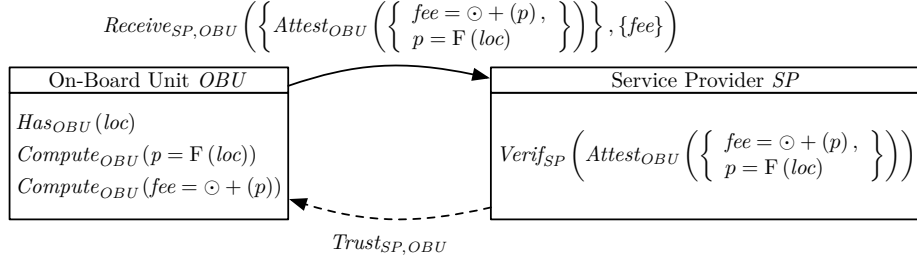 Receive_{SP,OBU} ( { Attest_{OBU} ( { fee = ⊙ + (p) ,
p = F (loc) } ) } , {fee} )
On-Board Unit OBU
Has_{OBU} (loc)
Compute_{OBU} (p = F (loc))
Compute_{OBU} (fee = ⊙ + (p))
Service Provider SP
Verif_{SP} ( Attest_{OBU} ( { fee = ⊙ + (p) ,
p = F (loc) } ) )
Trust_{SP,OBU}